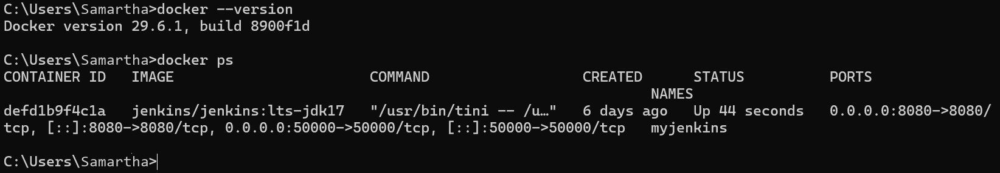 C:\Users\Samartha>docker --version
Docker version 29.6.1, build 8900f1d
C:\Users\Samartha>docker ps
CONTAINER ID   IMAGE                       COMMAND                  CREATED      STATUS          PORTS
NAMES
defd1b9f4c1a   jenkins/jenkins:lts-jdk17   "/usr/bin/tini -- /u…"   6 days ago   Up 44 seconds   0.0.0.0:8080->8080/
tcp, [::]:8080->8080/tcp, 0.0.0.0:50000->50000/tcp, [::]:50000->50000/tcp   myjenkins
C:\Users\Samartha>